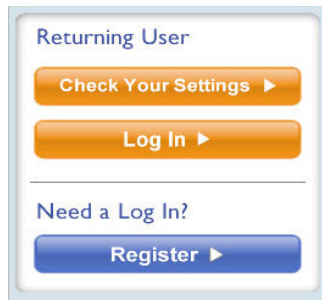 Returning User
Check Your Settings
Log In
Need a Log In?
Register